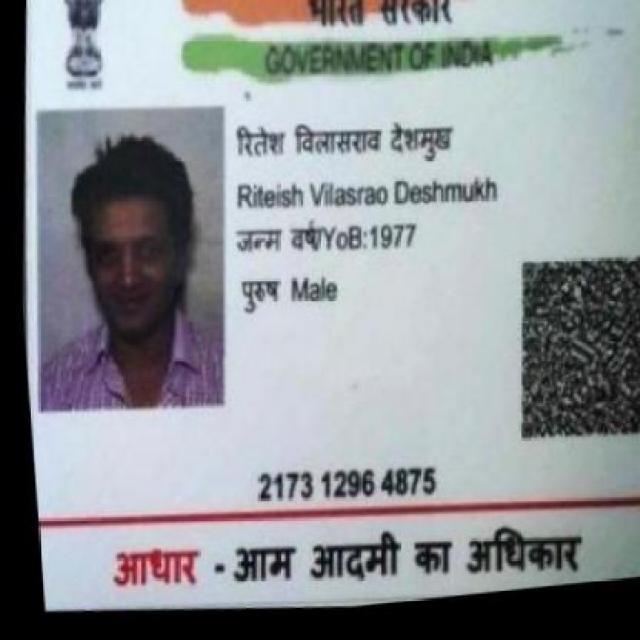 भारत सरकार
GOVERNMENT OF INDIA
रितेश विलासराव देशमुख
Riteish Vilasrao Deshmukh
जन्म वर्ष/YoB:1977
पुरुष Male
2173 1296 4875
आधार - आम आदमी का अधिकार